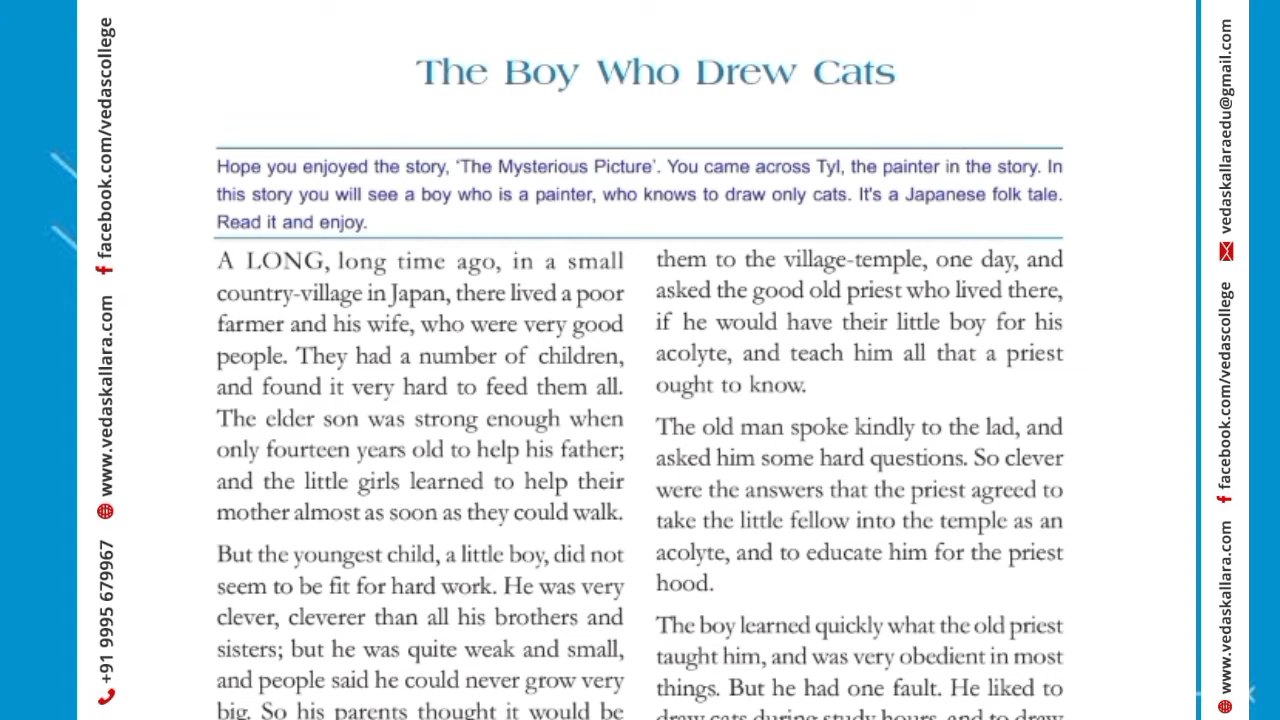 The Boy Who Drew Cats
Hope you enjoyed the story, 'The Mysterious Picture'. You came across Tyl, the painter in the story. In
this story you will see a boy who is a painter, who knows to draw only cats. It's a Japanese folk tale.
Read it and enjoy.
A LONG, long time ago, in a small
country-village in Japan, there lived a poor
farmer and his wife, who were very good
people. They had a number of children,
and found it very hard to feed them all.
The elder son was strong enough when
only fourteen years old to help his father;
and the little girls learned to help their
mother almost as soon as they could walk.
But the youngest child, a little boy, did not
seem to be fit for hard work. He was very
clever, cleverer than all his brothers and
sisters; but he was quite weak and small,
and people said he could never grow very
big. So his parents thought it would be
them to the village-temple, one day, and
asked the good old priest who lived there,
if he would have their little boy for his
acolyte, and teach him all that a priest
ought to know.
The old man spoke kindly to the lad, and
asked him some hard questions. So clever
were the answers that the priest agreed to
take the little fellow into the temple as an
acolyte, and to educate him for the priest
hood.
The boy learned quickly what the old priest
taught him, and was very obedient in most
things. But he had one fault. He liked to
draw cats during study hours, and to draw
+91 9995 679967
www.vedaskallara.com
facebook.com/vedascollege
www.vedaskallara.com
facebook.com/vedascollege
vedaskallaraedu@gmail.com